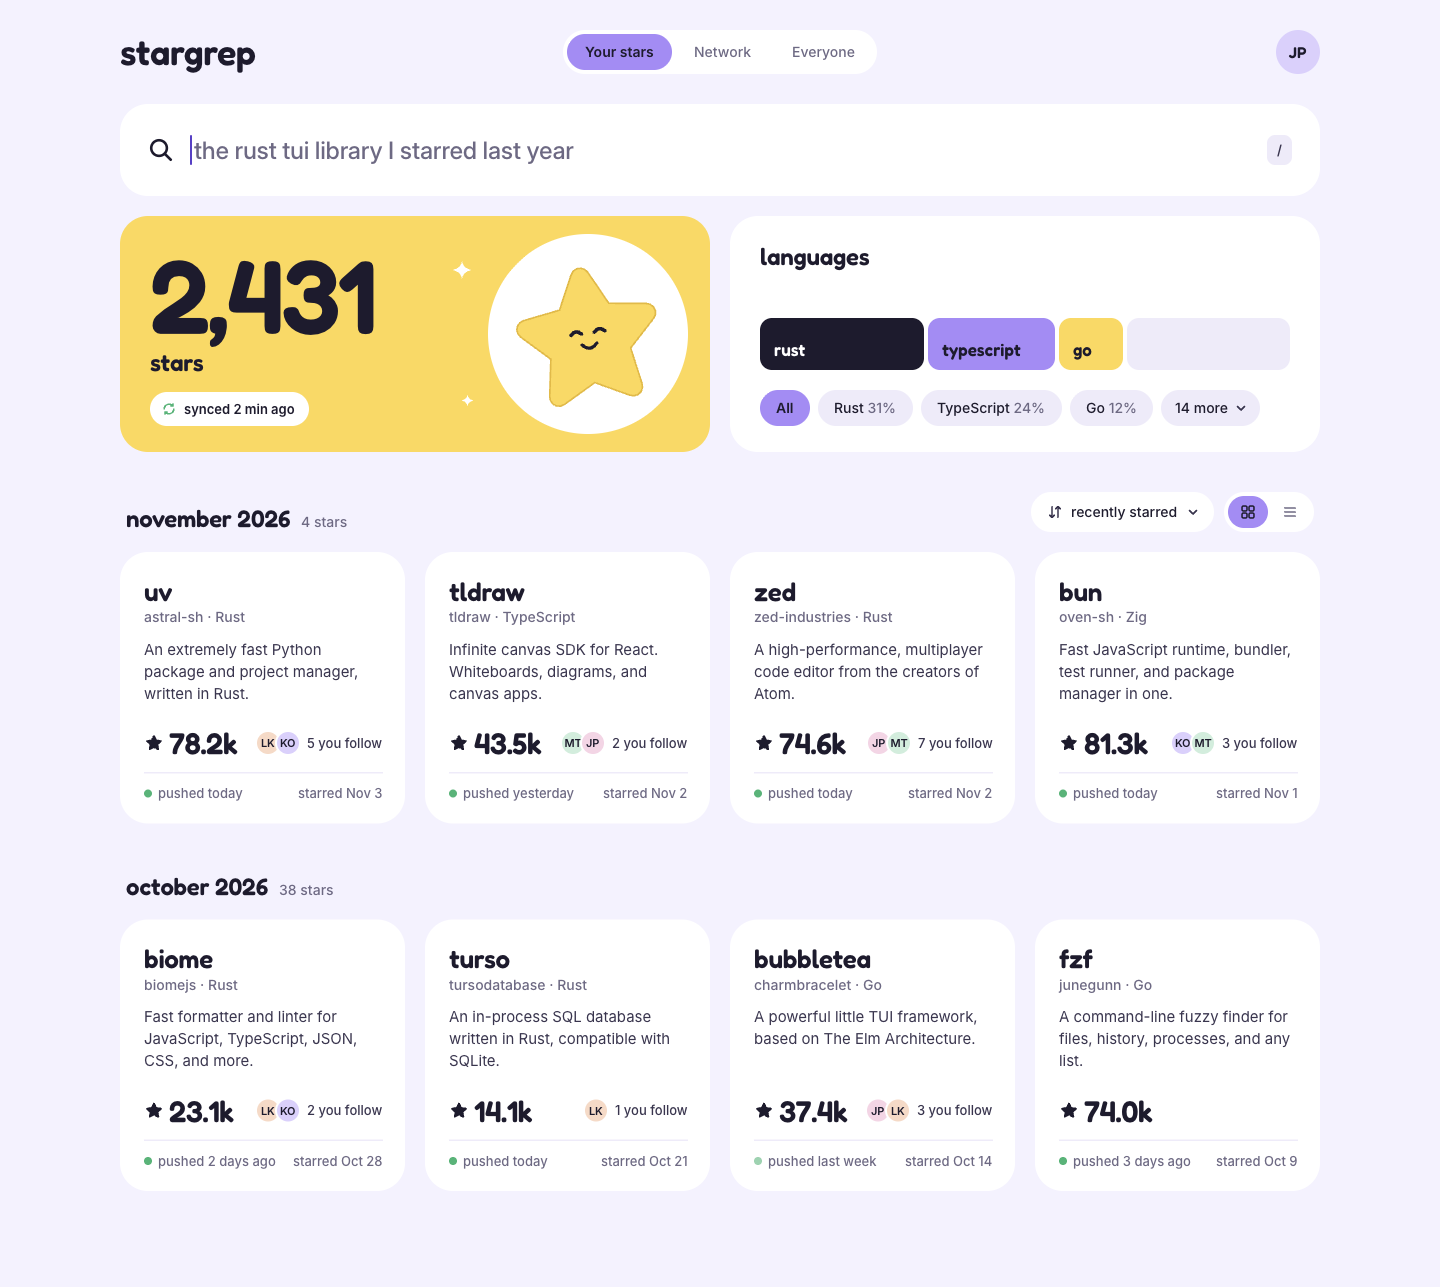 stargrep
Your stars
Network
Everyone
JP
the rust tui library I starred last year
/
2,431
stars
synced 2 min ago
languages
rust
typescript
go
All
Rust 31%
TypeScript 24%
Go 12%
14 more
november 2026 4 stars
recently starred
uv
astral-sh · Rust
An extremely fast Python
package and project manager,
written in Rust.
78.2k
LK KO 5 you follow
pushed today
starred Nov 3
tldraw
tldraw · TypeScript
Infinite canvas SDK for React.
Whiteboards, diagrams, and
canvas apps.
43.5k
MT JP 2 you follow
pushed yesterday
starred Nov 2
zed
zed-industries · Rust
A high-performance, multiplayer
code editor from the creators of
Atom.
74.6k
JP MT 7 you follow
pushed today
starred Nov 2
bun
oven-sh · Zig
Fast JavaScript runtime, bundler,
test runner, and package
manager in one.
81.3k
KO MT 3 you follow
pushed today
starred Nov 1
october 2026 38 stars
biome
biomejs · Rust
Fast formatter and linter for
JavaScript, TypeScript, JSON,
CSS, and more.
23.1k
LK KO 2 you follow
pushed 2 days ago
starred Oct 28
turso
tursodatabase · Rust
An in-process SQL database
written in Rust, compatible with
SQLite.
14.1k
LK 1 you follow
pushed today
starred Oct 21
bubbletea
charmbracelet · Go
A powerful little TUI framework,
based on The Elm Architecture.
37.4k
JP LK 3 you follow
pushed last week
starred Oct 14
fzf
junegunn · Go
A command-line fuzzy finder for
files, history, processes, and any
list.
74.0k
pushed 3 days ago
starred Oct 9